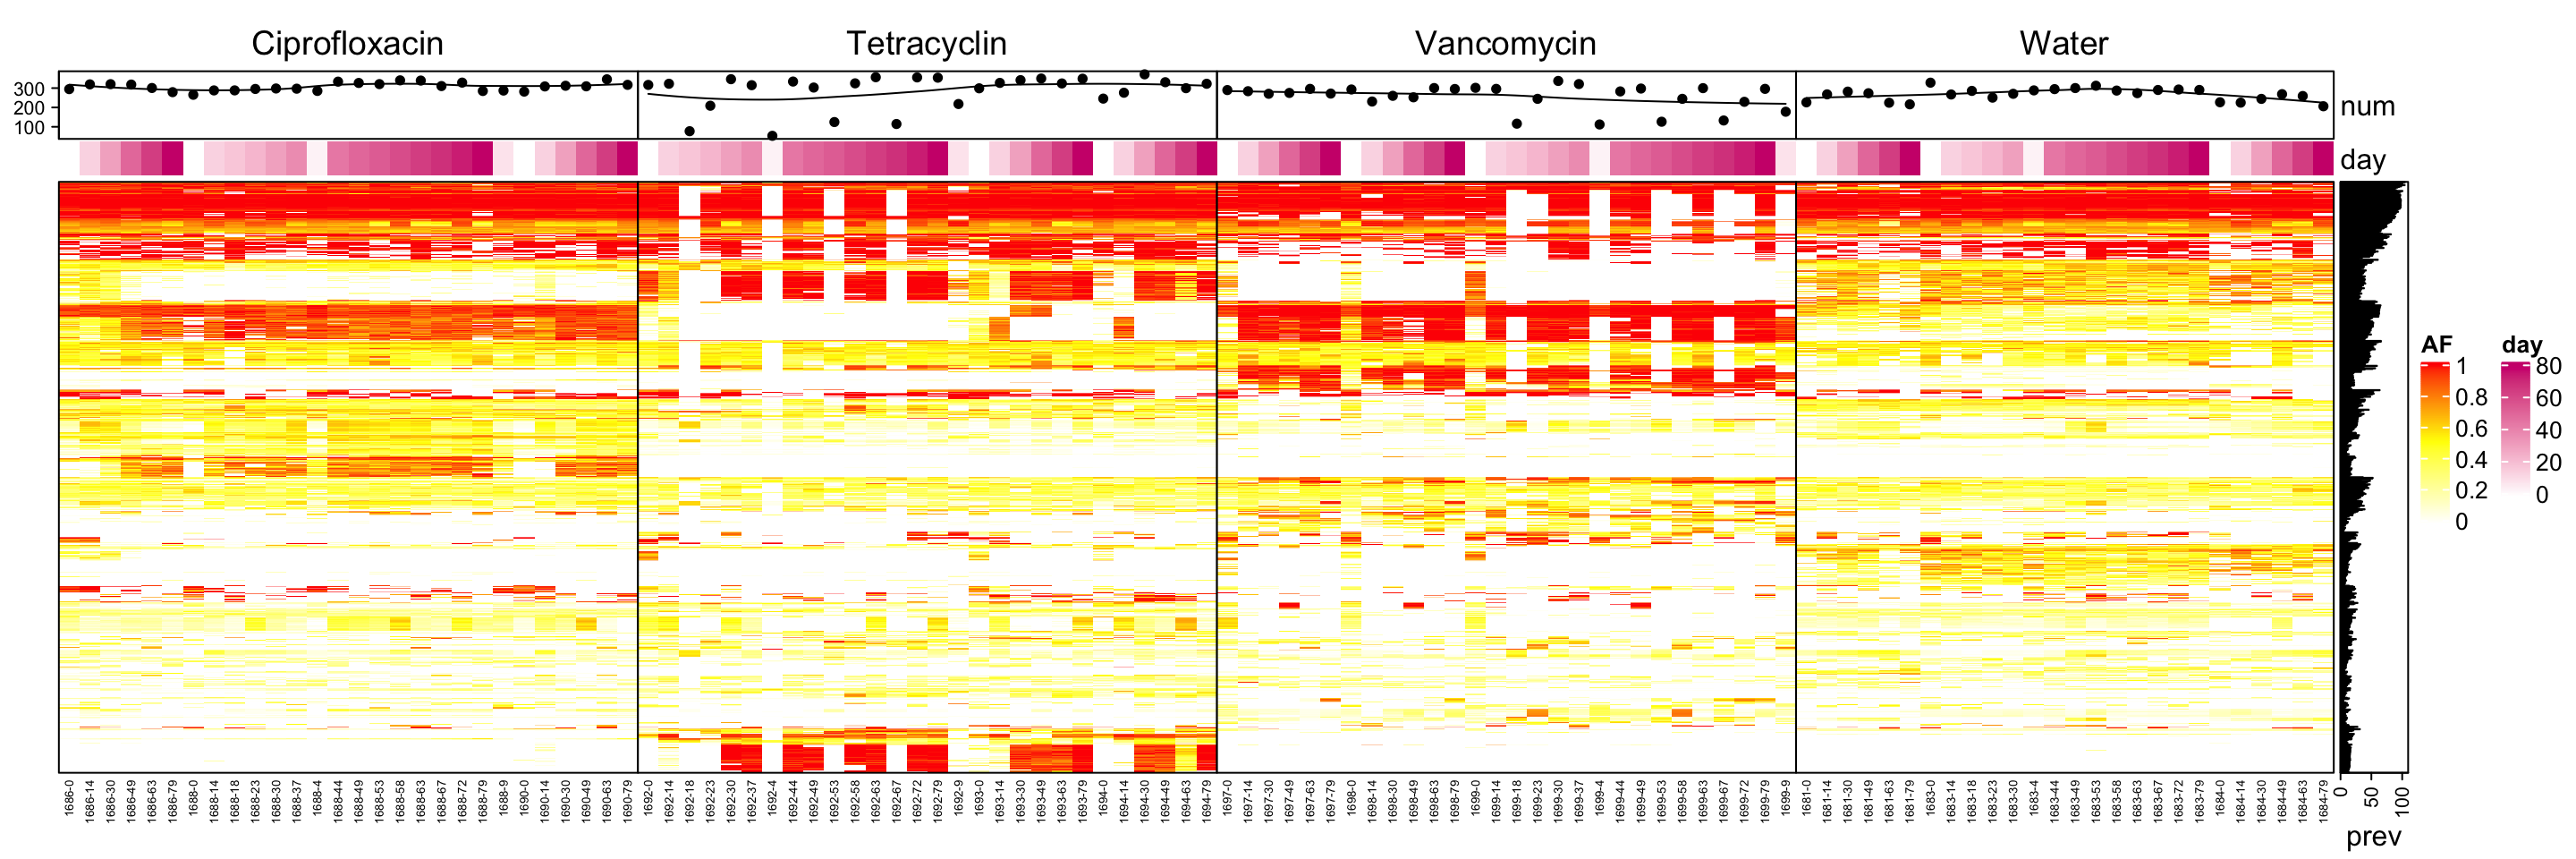 Ciprofloxacin Tetracyclin Vancomycin Water
300
200
100
num
day
AF day
1 80
0.8 60
0.6 40
0.4 20
0.2 0
0
1686-0 1686-14 1686-30 1686-49 1686-63 1686-79 1688-0 1688-14 1688-18 1688-23 1688-30 1688-37 1688-4 1688-44 1688-49 1688-53 1688-58 1688-63 1688-67 1688-72 1688-79 1688-9 1690-0 1690-14 1690-30 1690-49 1690-63 1690-79 1692-0 1692-14 1692-18 1692-23 1692-30 1692-37 1692-4 1692-44 1692-49 1692-53 1692-58 1692-63 1692-67 1692-72 1692-79 1692-9 1693-0 1693-14 1693-30 1693-49 1693-63 1693-79 1694-0 1694-14 1694-30 1694-49 1694-63 1694-79 1697-0 1697-14 1697-30 1697-49 1697-63 1697-79 1698-0 1698-14 1698-30 1698-49 1698-63 1698-79 1699-0 1699-14 1699-18 1699-23 1699-30 1699-37 1699-4 1699-44 1699-49 1699-53 1699-58 1699-63 1699-67 1699-72 1699-79 1699-9 1681-0 1681-14 1681-30 1681-49 1681-63 1681-79 1683-0 1683-14 1683-18 1683-23 1683-30 1683-4 1683-44 1683-49 1683-53 1683-58 1683-63 1683-67 1683-72 1683-79 1684-0 1684-14 1684-30 1684-49 1684-63 1684-79
0 50 100
prev